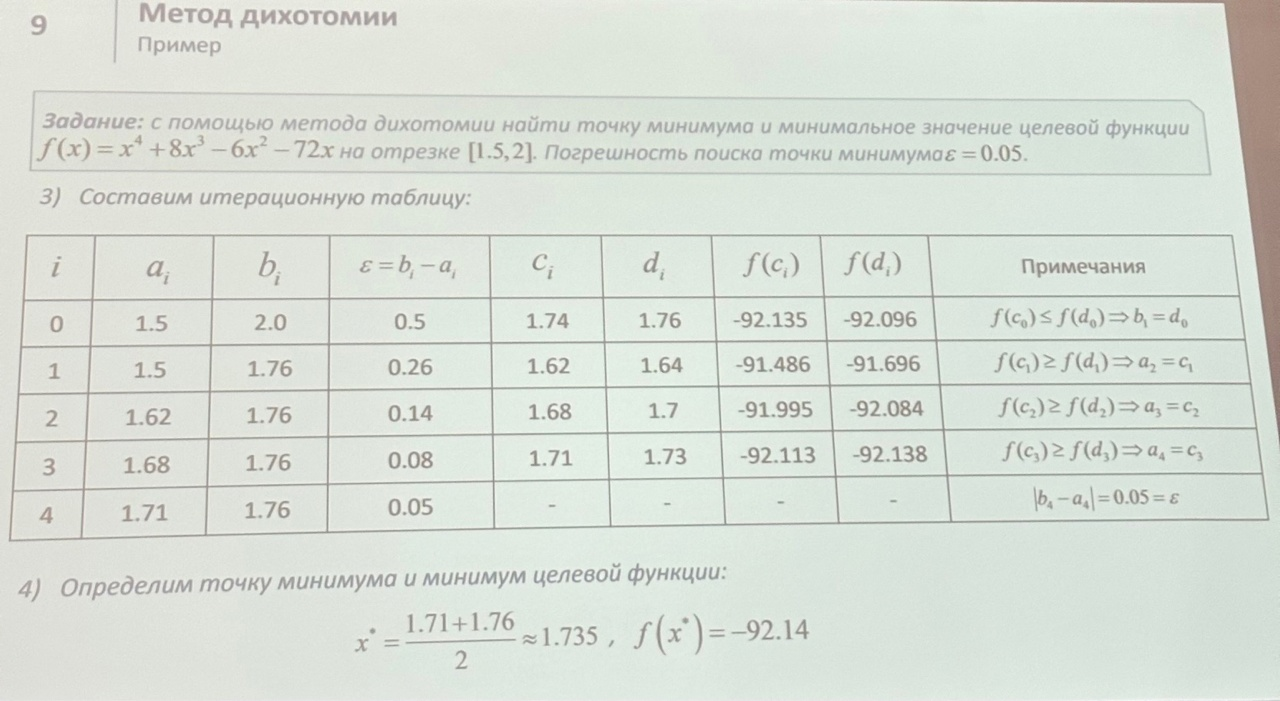 9
Метод дихотомии
Пример
Задание: с помощью метода дихотомии найти точку минимума и минимальное значение целевой функции
f(x) = x⁴ + 8x³ − 6x² − 72x на отрезке [1.5,2]. Погрешность поиска точки минимума ε = 0.05.
3) Составим итерационную таблицу:
i aᵢ bᵢ ε = bᵢ − aᵢ cᵢ dᵢ f(cᵢ) f(dᵢ) Примечания
0 1.5 2.0 0.5 1.74 1.76 -92.135 -92.096 f(c₀) ≤ f(d₀) ⇒ b₁ = d₀
1 1.5 1.76 0.26 1.62 1.64 -91.486 -91.696 f(c₁) ≥ f(d₁) ⇒ a₂ = c₁
2 1.62 1.76 0.14 1.68 1.7 -91.995 -92.084 f(c₂) ≥ f(d₂) ⇒ a₃ = c₂
3 1.68 1.76 0.08 1.71 1.73 -92.113 -92.138 f(c₃) ≥ f(d₃) ⇒ a₄ = c₃
4 1.71 1.76 0.05 - - - - |b₄ − a₄| = 0.05 = ε
4) Определим точку минимума и минимум целевой функции:
x* = (1.71+1.76)/2 ≈ 1.735 , f(x*) = −92.14